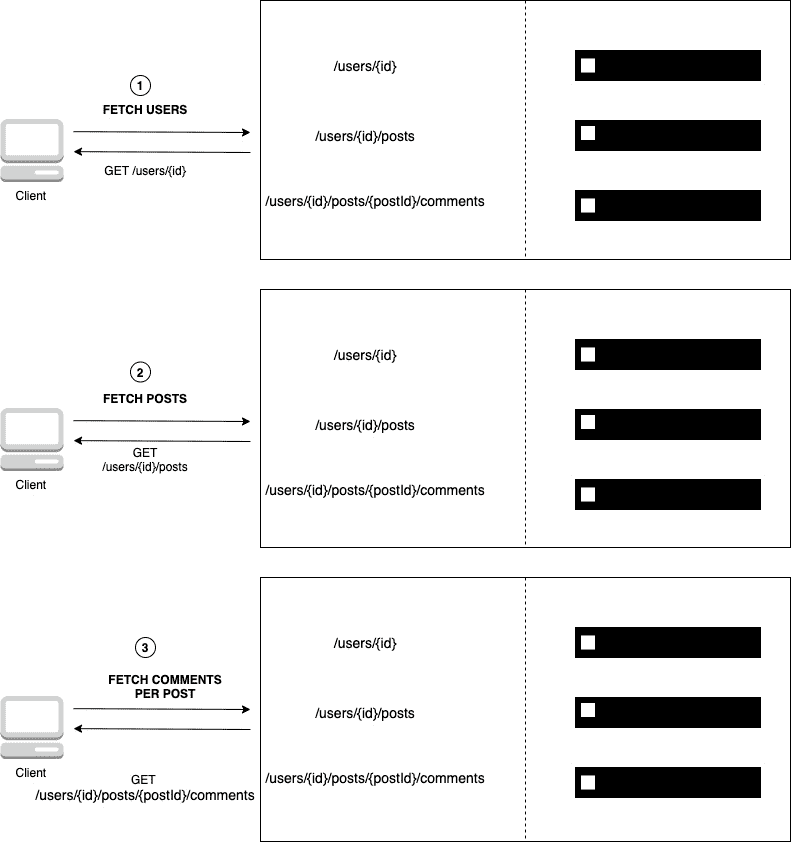 1
FETCH USERS
GET /users/{id}
Client
/users/{id}
/users/{id}/posts
/users/{id}/posts/{postId}/comments
2
FETCH POSTS
GET
/users/{id}/posts
Client
/users/{id}
/users/{id}/posts
/users/{id}/posts/{postId}/comments
3
FETCH COMMENTS
PER POST
Client
GET
/users/{id}/posts/{postId}/comments
/users/{id}
/users/{id}/posts
/users/{id}/posts/{postId}/comments